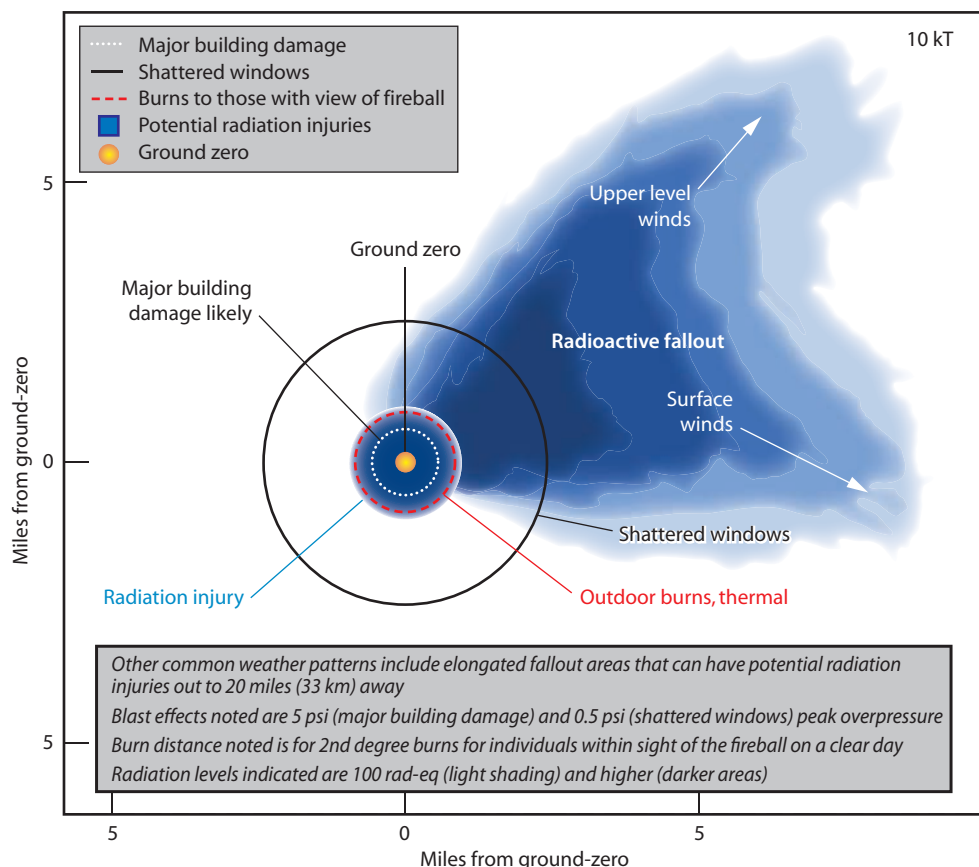 10 kT
Major building damage
Shattered windows
Burns to those with view of fireball
Potential radiation injuries
Ground zero
5
Upper level
winds
Ground zero
Major building
damage likely
Radioactive fallout
Surface
winds
0
Miles from ground-zero
Shattered windows
Radiation injury
Outdoor burns, thermal
Other common weather patterns include elongated fallout areas that can have potential radiation
injuries out to 20 miles (33 km) away
Blast effects noted are 5 psi (major building damage) and 0.5 psi (shattered windows) peak overpressure
Burn distance noted is for 2nd degree burns for individuals within sight of the fireball on a clear day
Radiation levels indicated are 100 rad-eq (light shading) and higher (darker areas)
5
5
0
5
Miles from ground-zero